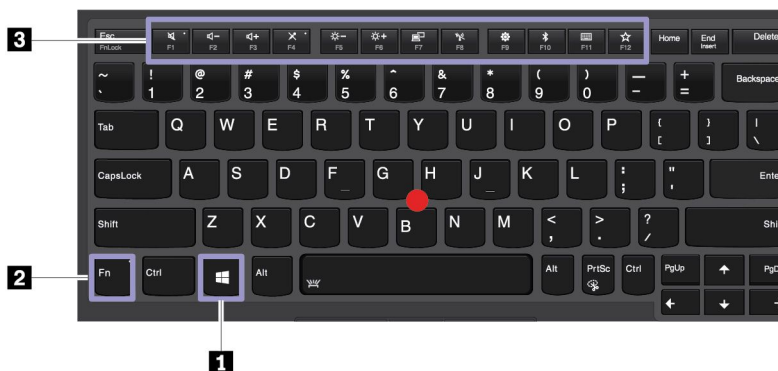 3
Esc F1 F2 F3 F4 F5 F6 F7 F8 F9 F10 F11 F12 Home End Delete
FnLock Insert
~ ! @ # $ % ^ & * ( ) — + Backspace
` 1 2 3 4 5 6 7 8 9 0 - =
Tab Q W E R T Y U I O P { } |
[ ] \
CapsLock A S D F G H J K L : " Ente
; '
Shift Z X C V B N M < > ? Shi
, . /
2
Fn Ctrl Alt Alt PrtSc Ctrl PgUp PgD
1